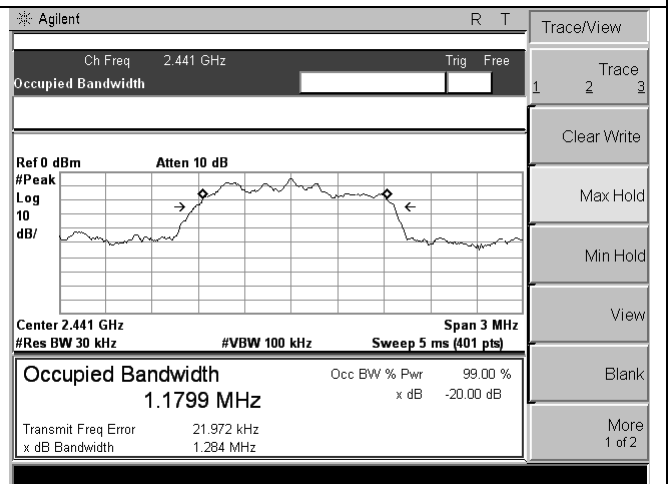 Agilent R T
Trace/View
Ch Freq 2.441 GHz Trig Free
Occupied Bandwidth
Trace
1 2 3
Clear Write
Max Hold
Min Hold
View
Blank
More
1 of 2
Ref 0 dBm Atten 10 dB
#Peak
Log
10
dB/
Center 2.441 GHz Span 3 MHz
#Res BW 30 kHz #VBW 100 kHz Sweep 5 ms (401 pts)
Occupied Bandwidth Occ BW % Pwr 99.00 %
1.1799 MHz x dB -20.00 dB
Transmit Freq Error 21.972 kHz
x dB Bandwidth 1.284 MHz